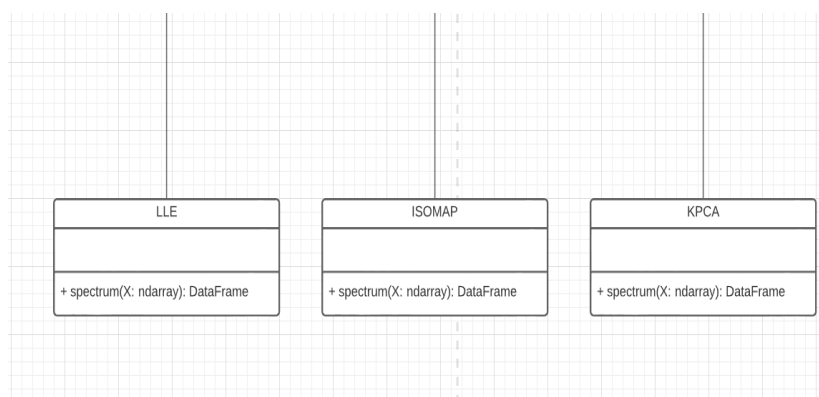 LLE
+ spectrum(X: ndarray): DataFrame
ISOMAP
+ spectrum(X: ndarray): DataFrame
KPCA
+ spectrum(X: ndarray): DataFrame